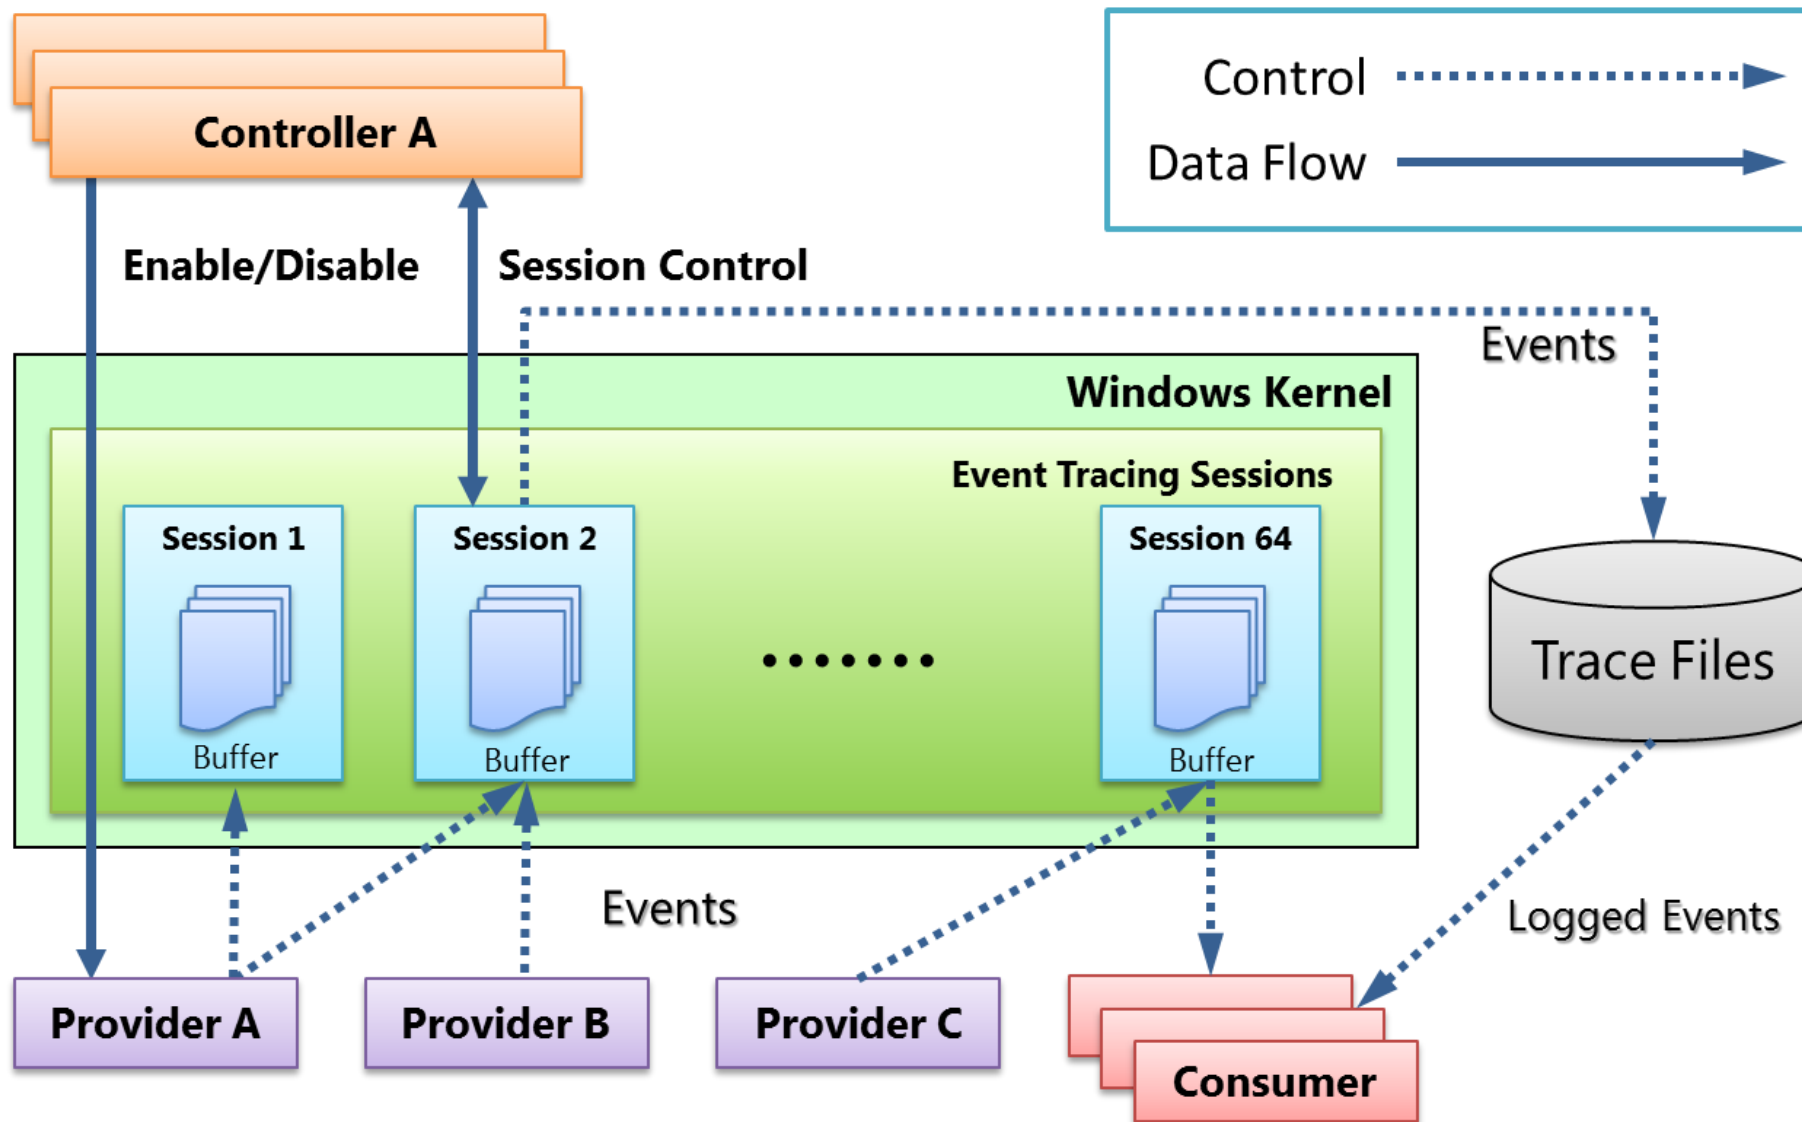 Control
Data Flow
Controller A
Enable/Disable
Session Control
Events
Windows Kernel
Event Tracing Sessions
Session 1
Session 2
Session 64
.......
Buffer
Buffer
Buffer
Trace Files
Events
Logged Events
Provider A
Provider B
Provider C
Consumer